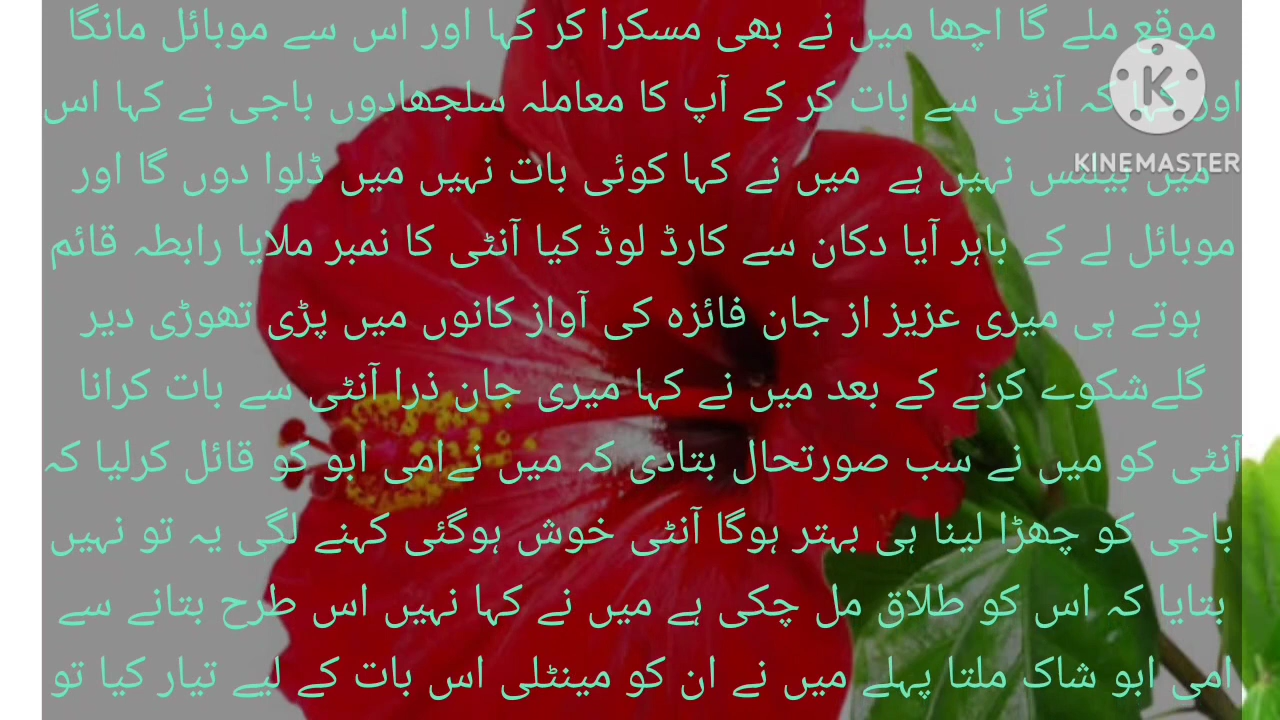 موقع ملے گا اچھا میں نے بھی مسکرا کر کہا اور اس سے موبائل مانگا
اور کہا کہ آنٹی سے بات کر کے آپ کا معاملہ سلجھادوں باجی نے کہا اس
میں بیلنس نہیں ہے میں نے کہا کوئی بات نہیں میں ڈلوا دوں گا اور
موبائل لے کے باہر آیا دکان سے کارڈ لوڈ کیا آنٹی کا نمبر ملایا رابطہ قائم
ہوتے ہی میری عزیز از جان فائزہ کی آواز کانوں میں پڑی تھوڑی دیر
گلےشکوے کرنے کے بعد میں نے کہا میری جان ذرا آنٹی سے بات کرانا
آنٹی کو میں نے سب صورتحال بتادی کہ میں نےامی ابو کو قائل کرلیا کہ
باجی کو چھڑا لینا ہی بہتر ہوگا آنٹی خوش ہوگئی کہنے لگی یہ تو نہیں
بتایا کہ اس کو طلاق مل چکی ہے میں نے کہا نہیں اس طرح بتانے سے
امی ابو شاک ملتا پہلے میں نے ان کو مینٹلی اس بات کے لیے تیار کیا تو
K
KINEMASTER